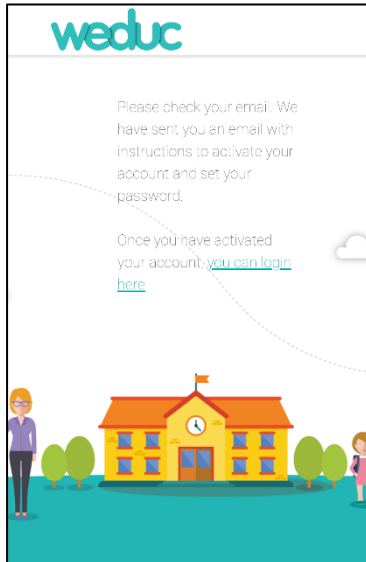 weduc
Please check your email. We
have sent you an email with
instructions to activate your
account and set your
password.
Once you have activated
your account, you can login
here